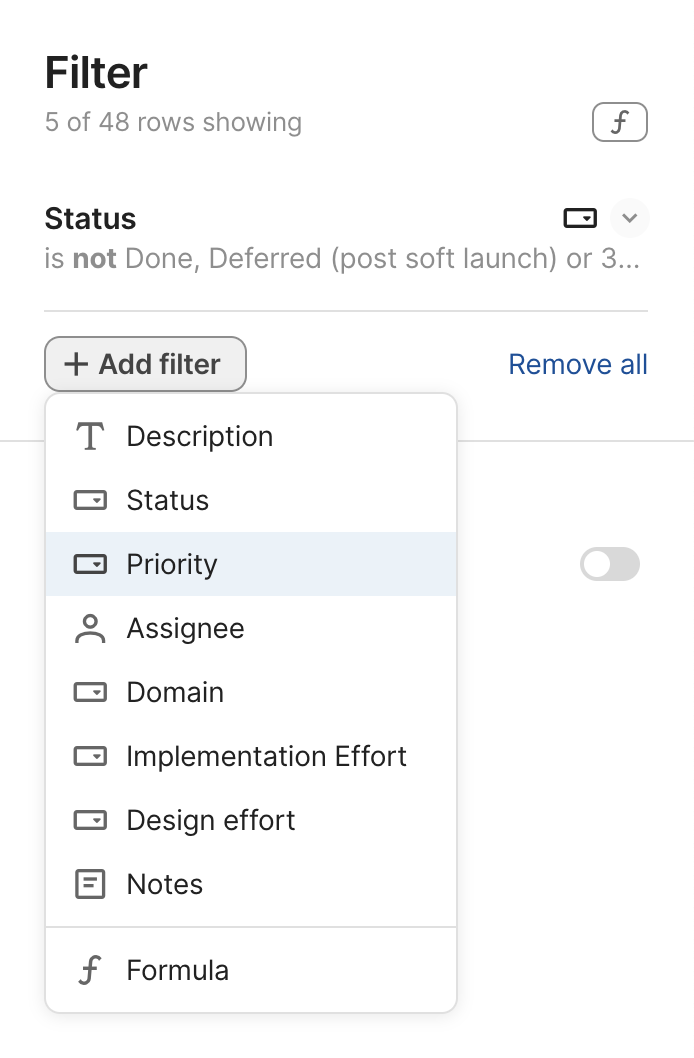 Filter
5 of 48 rows showing
Status
is not Done, Deferred (post soft launch) or 3...
+ Add filter
Remove all
Description
Status
Priority
Assignee
Domain
Implementation Effort
Design effort
Notes
Formula